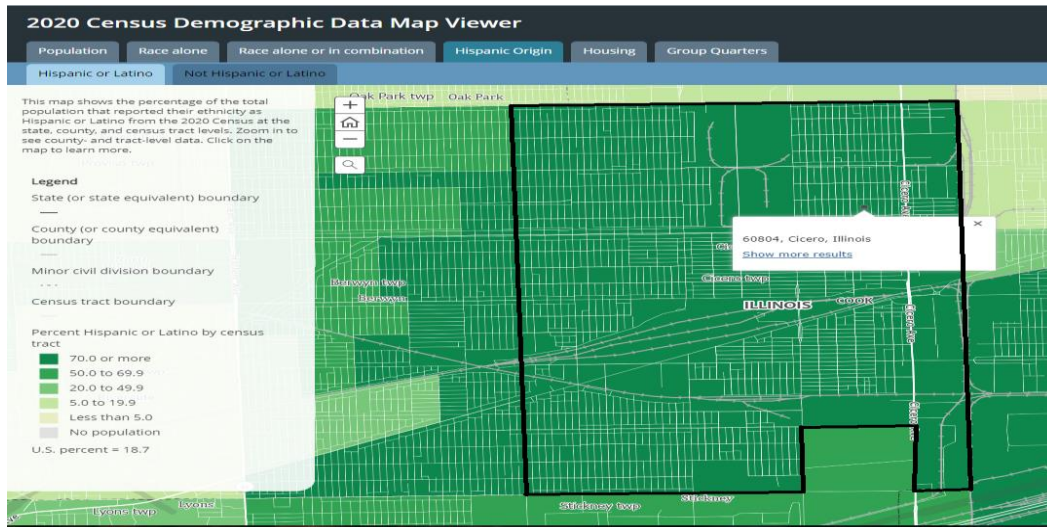 2020 Census Demographic Data Map Viewer
Population
Race alone
Race alone or in combination
Hispanic Origin
Housing
Group Quarters
Hispanic or Latino
Not Hispanic or Latino
This map shows the percentage of the total
population that reported their ethnicity as
Hispanic or Latino from the 2020 Census at the
state, county, and census tract levels. Zoom in to
see county- and tract-level data. Click on the
map to learn more.
Legend
State (or state equivalent) boundary
County (or county equivalent)
boundary
Minor civil division boundary
Census tract boundary
Percent Hispanic or Latino by census
tract
70.0 or more
50.0 to 69.9
20.0 to 49.9
5.0 to 19.9
Less than 5.0
No population
U.S. percent = 18.7
Oak Park twp
Oak Park
60804, Cicero, Illinois
Show more results
Berwyn twp
Berwyn
Cicero twp
ILLINOIS
COOK
Cicero Ave
Stickney
Stickney twp
Lyons
Lyons twp